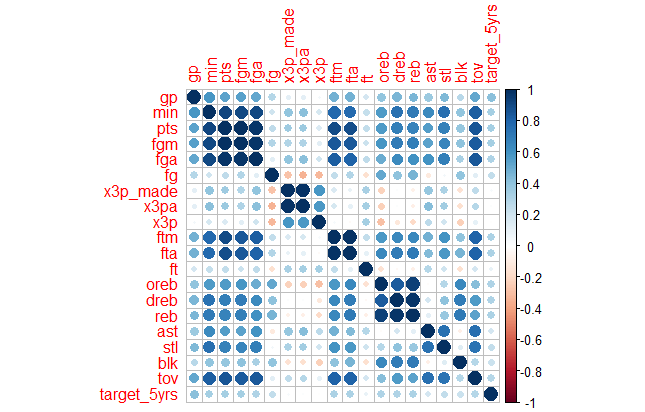 gp min pts fgm fga fg x3p_made x3pa x3p ftm fta ft oreb dreb reb ast stl blk tov target_5yrs
gp
min
pts
fgm
fga
fg
x3p_made
x3pa
x3p
ftm
fta
ft
oreb
dreb
reb
ast
stl
blk
tov
target_5yrs
1
0.8
0.6
0.4
0.2
0
-0.2
-0.4
-0.6
-0.8
-1